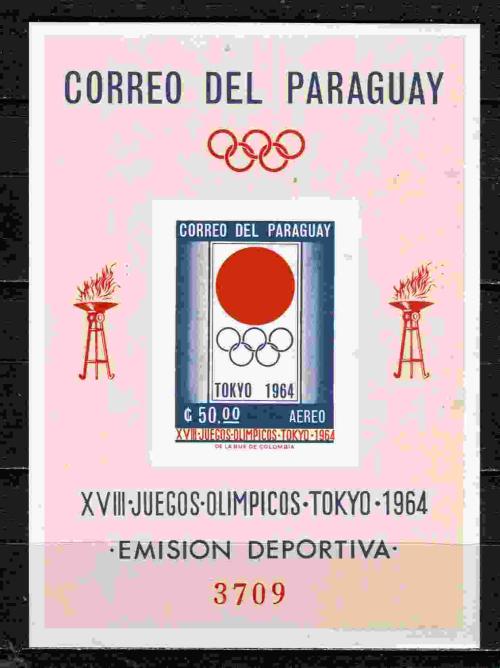 CORREO DEL PARAGUAY
CORREO DEL PARAGUAY
TOKYO 1964
₲ 50,00 AEREO
XVIII·JUEGOS·OLIMPICOS·TOKYO·1964
DE LA RUE DE COLOMBIA
XVIII·JUEGOS·OLIMPICOS·TOKYO·1964
·EMISION DEPORTIVA·
3709